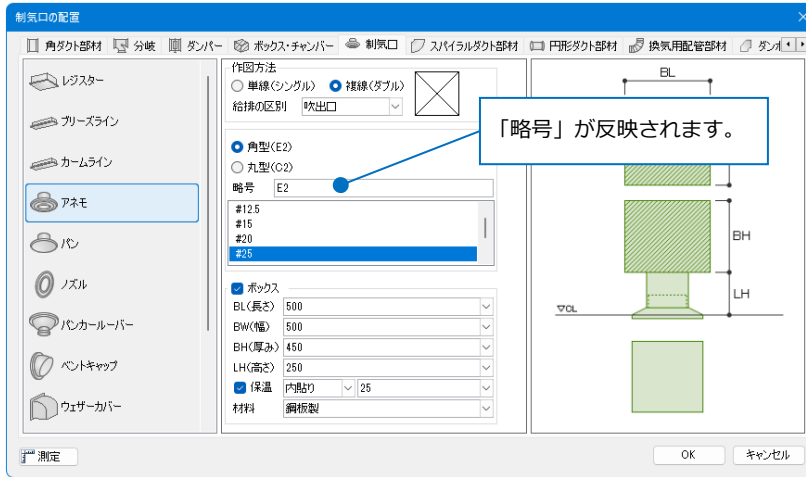 制気口の配置
角ダクト部材 分岐 ダンパー ボックス・チャンバー 制気口 スパイラルダクト部材 円形ダクト部材 換気用配管部材
レジスター
ブリーズライン
カームライン
アネモ
パン
ノズル
パンカールーバー
ベントキャップ
ウェザーカバー
作図方法
単線(シングル) 複線(ダブル)
給排の区別 吹出口
角型(E2)
丸型(C2)
略号 E2
#12.5
#15
#20
#25
ボックス
BL(長さ) 500
BW(幅) 500
BH(厚み) 450
LH(高さ) 250
保温 内貼り 25
材料 鋼板製
BL
「略号」が反映されます。
BH
LH
▽CL
測定
OK キャンセル